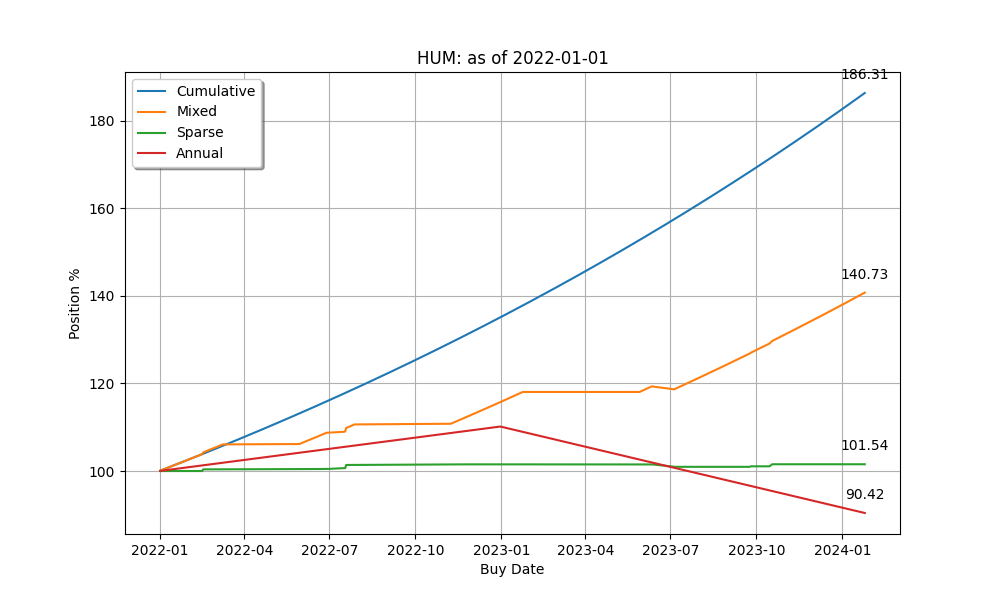 HUM: as of 2022-01-01
Cumulative
Mixed
Sparse
Annual
186.31
140.73
101.54
90.42
180
160
140
120
100
Position %
2022-01 2022-04 2022-07 2022-10 2023-01 2023-04 2023-07 2023-10 2024-01
Buy Date